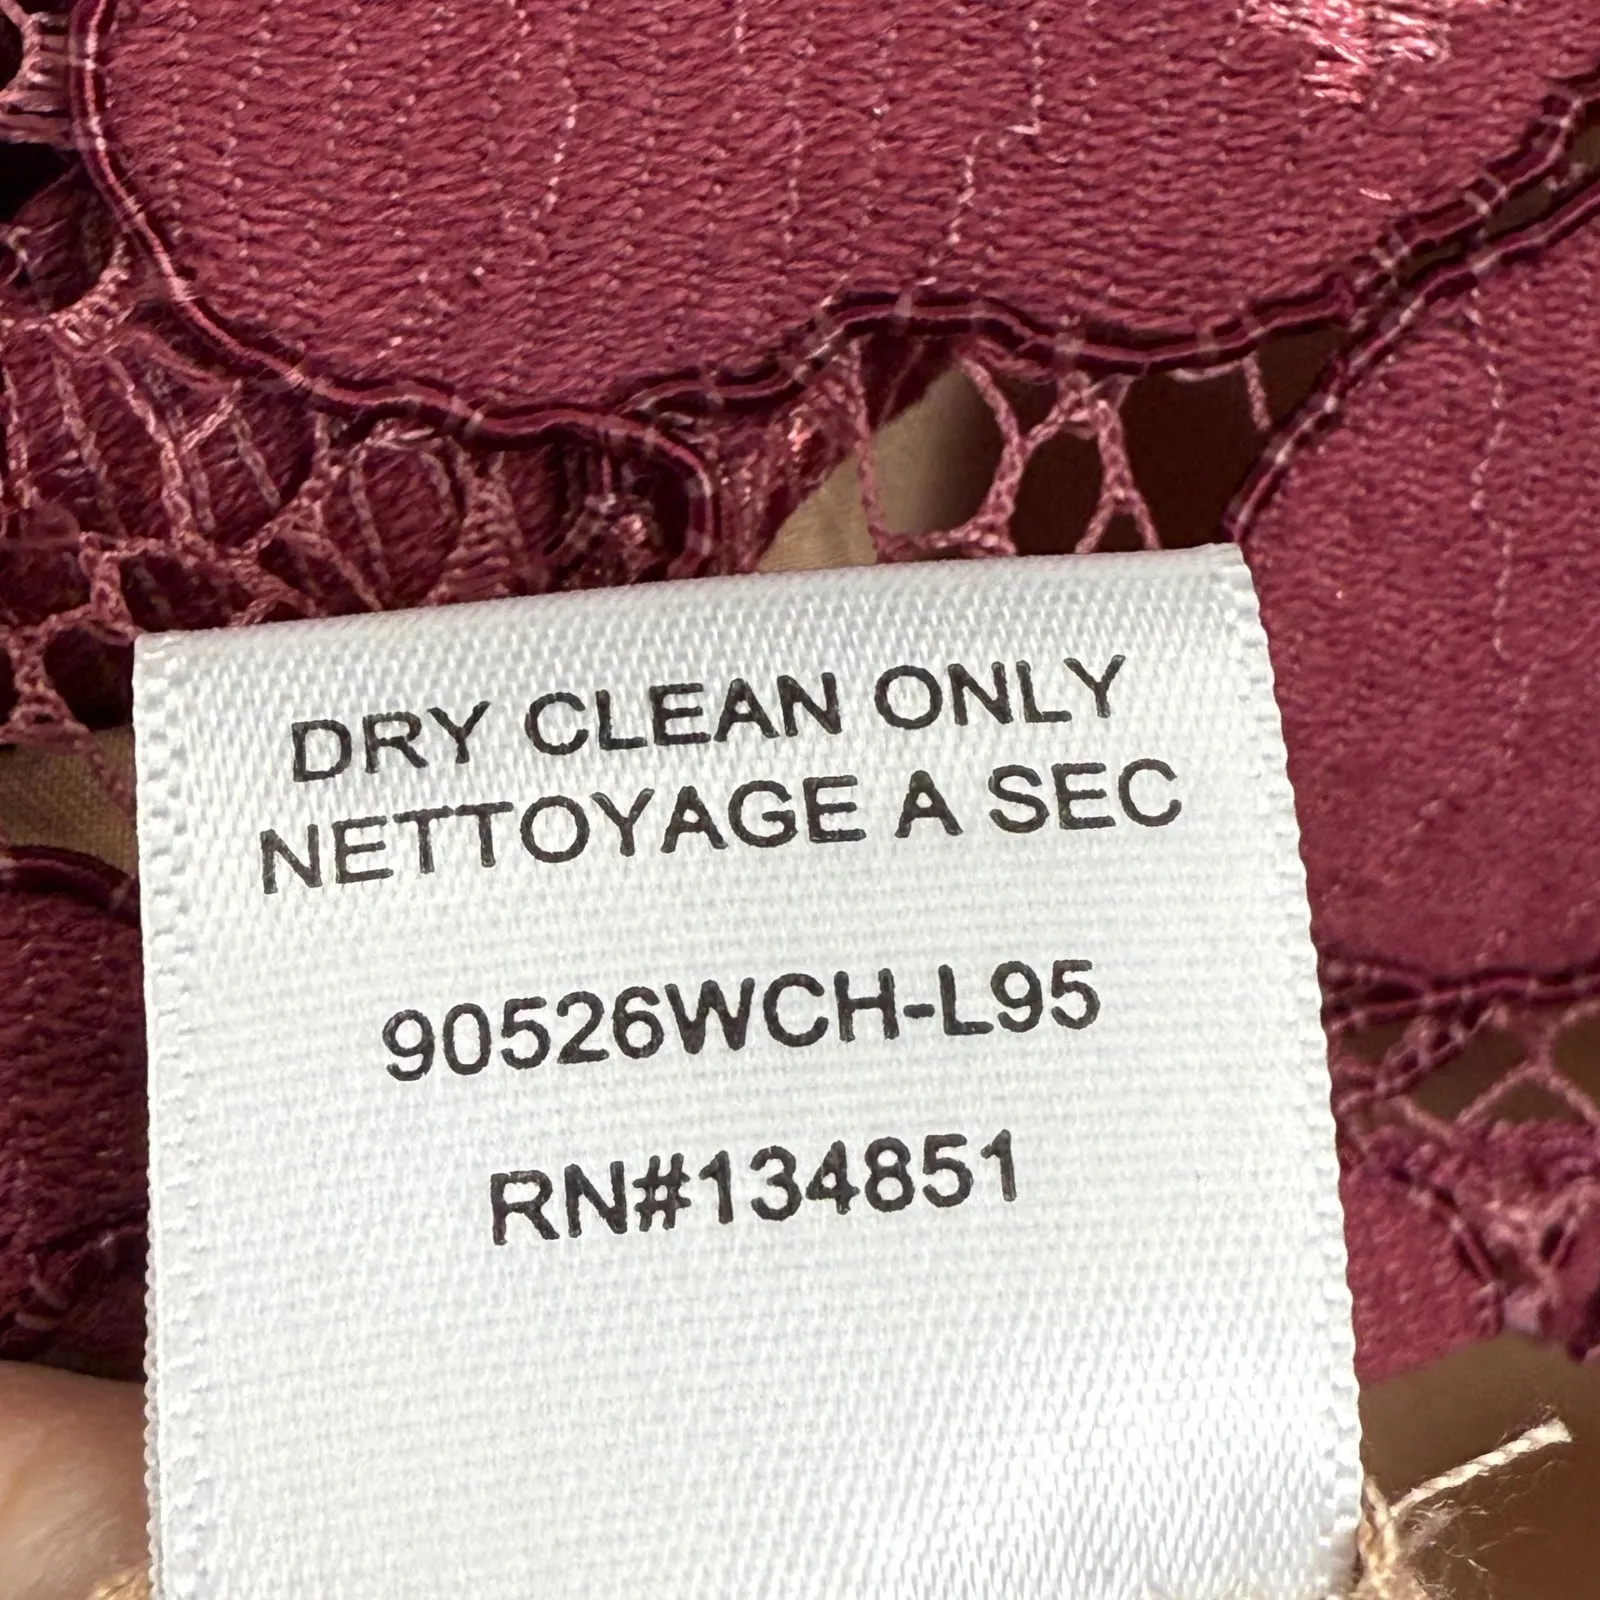 DRY CLEAN ONLY
NETTOYAGE A SEC
90526WCH-L95
RN#134851